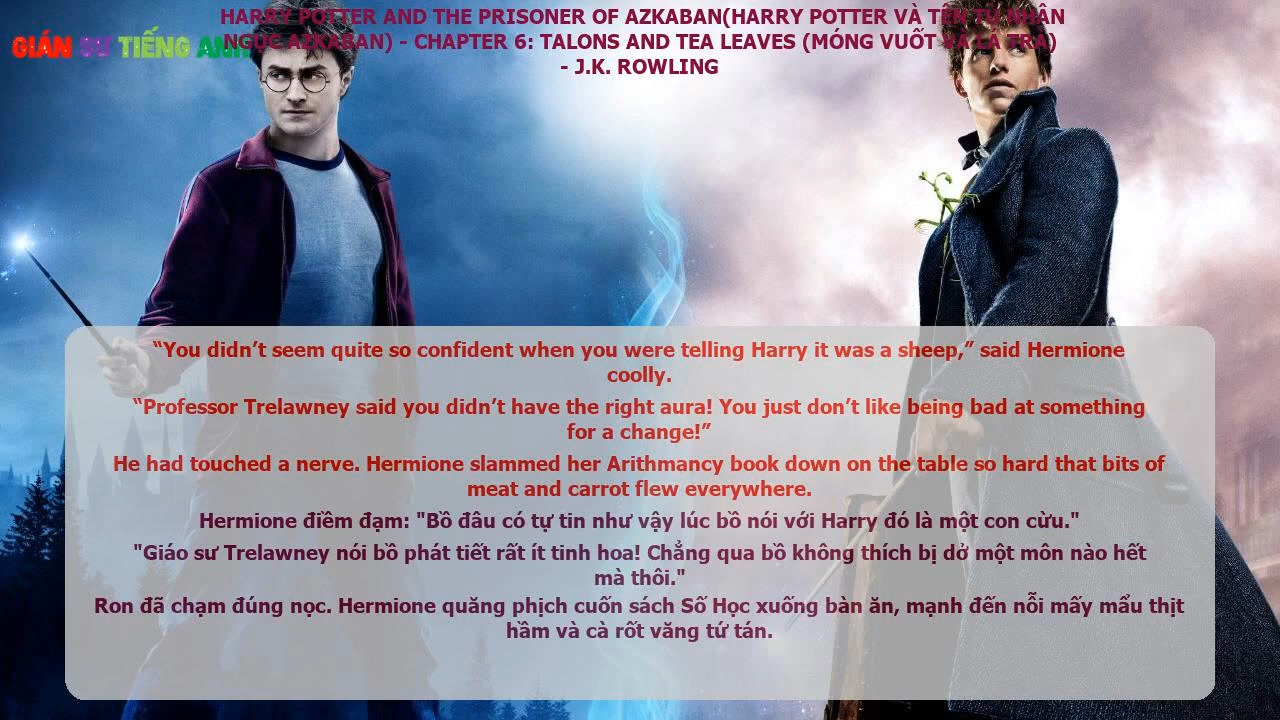 HARRY POTTER AND THE PRISONER OF AZKABAN(HARRY POTTER VÀ TÊN TÙ NHÂN
GIÁN SƯ TIẾNG ANH
NGỤC AZKABAN) - CHAPTER 6: TALONS AND TEA LEAVES (MÓNG VUỐT VÀ LÁ TRÀ)
- J.K. ROWLING
“You didn’t seem quite so confident when you were telling Harry it was a sheep,” said Hermione
coolly.
“Professor Trelawney said you didn’t have the right aura! You just don’t like being bad at something
for a change!”
He had touched a nerve. Hermione slammed her Arithmancy book down on the table so hard that bits of
meat and carrot flew everywhere.
Hermione điềm đạm: "Bồ đâu có tự tin như vậy lúc bồ nói với Harry đó là một con cừu."
"Giáo sư Trelawney nói bồ phát tiết rất ít tinh hoa! Chẳng qua bồ không thích bị dở một môn nào hết
mà thôi."
Ron đã chạm đúng nọc. Hermione quăng phịch cuốn sách Số Học xuống bàn ăn, mạnh đến nỗi mấy mẩu thịt
hầm và cà rốt văng tứ tán.